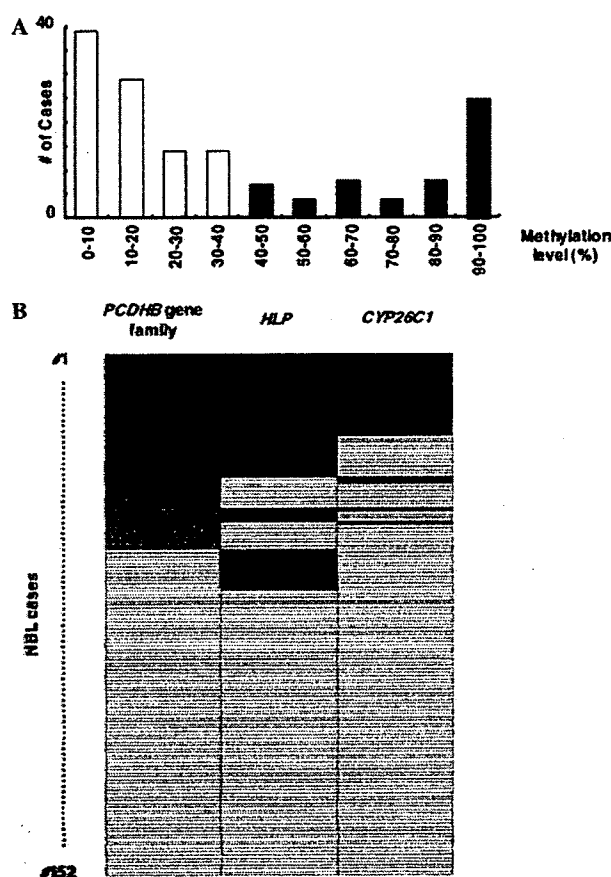 A
40
# of Cases
0
0-10
10-20
20-30
30-40
40-50
50-60
60-70
70-80
80-90
90-100
Methylation
level (%)
B
PCDHB gene
family
HLP
CYP26C1
#1
NBL cases
#152